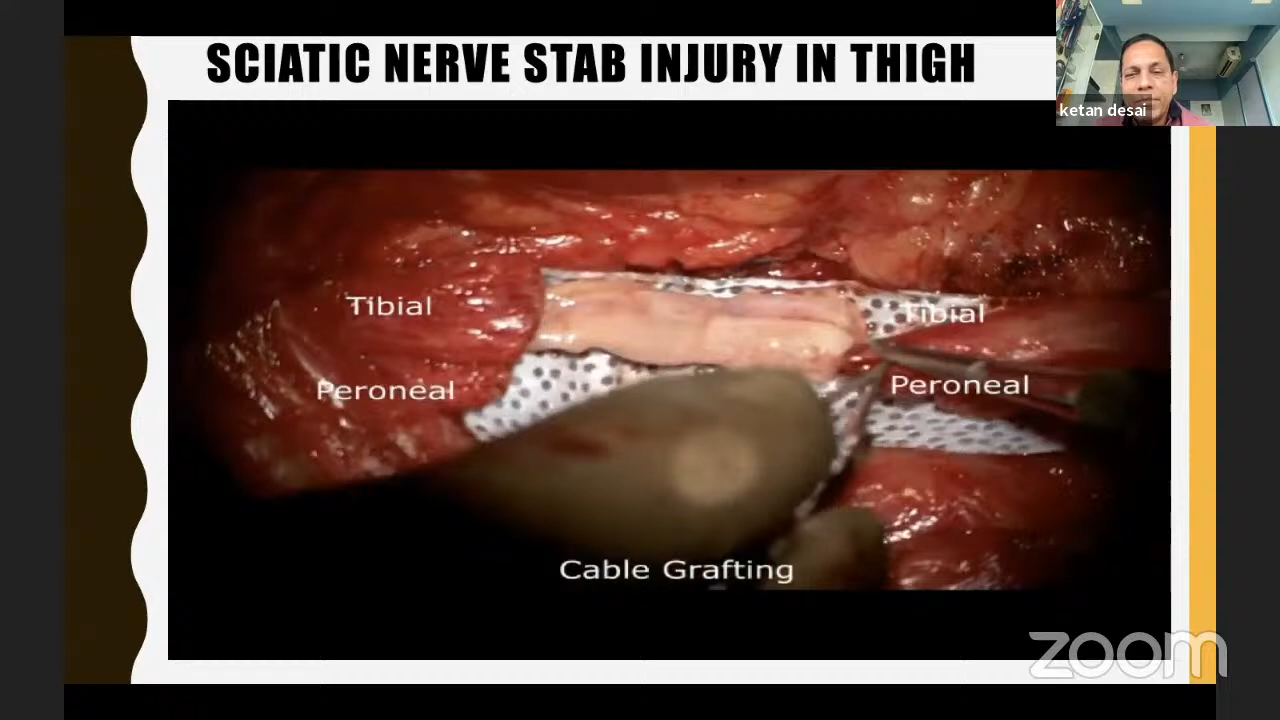 SCIATIC NERVE STAB INJURY IN THIGH
ketan desai
Tibial
Tibial
Peroneal
Peroneal
Cable Grafting
zoom